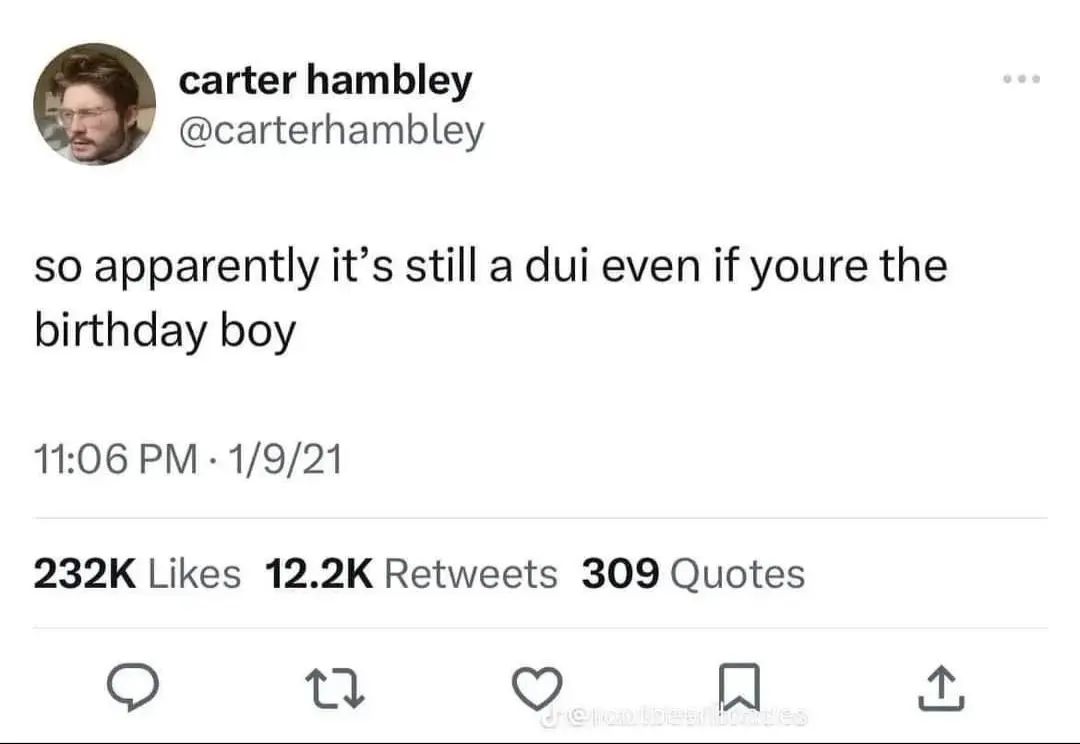 carter hambley
@carterhambley
so apparently it’s still a dui even if youre the
birthday boy
11:06 PM · 1/9/21
232K Likes 12.2K Retweets 309 Quotes